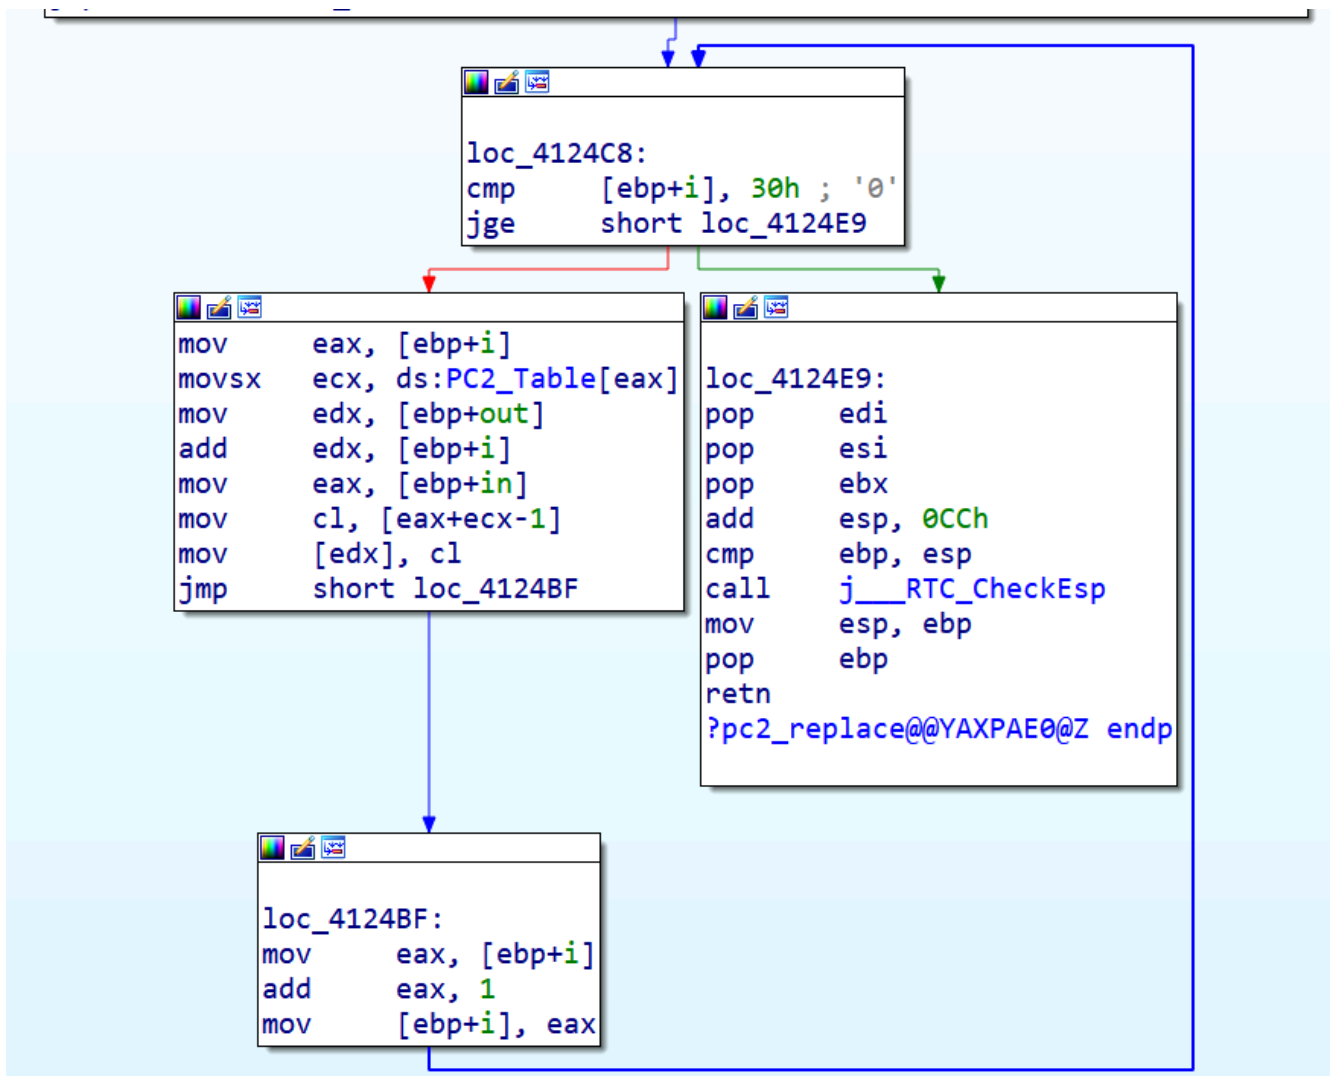 loc_4124C8:
cmp [ebp+i], 30h ; '0'
jge short loc_4124E9
mov eax, [ebp+i]
movsx ecx, ds:PC2_Table[eax]
mov edx, [ebp+out]
add edx, [ebp+i]
mov eax, [ebp+in]
mov cl, [eax+ecx-1]
mov [edx], cl
jmp short loc_4124BF
loc_4124E9:
pop edi
pop esi
pop ebx
add esp, 0CCh
cmp ebp, esp
call j___RTC_CheckEsp
mov esp, ebp
pop ebp
retn
?pc2_replace@@YAXPAE0@Z endp
loc_4124BF:
mov eax, [ebp+i]
add eax, 1
mov [ebp+i], eax